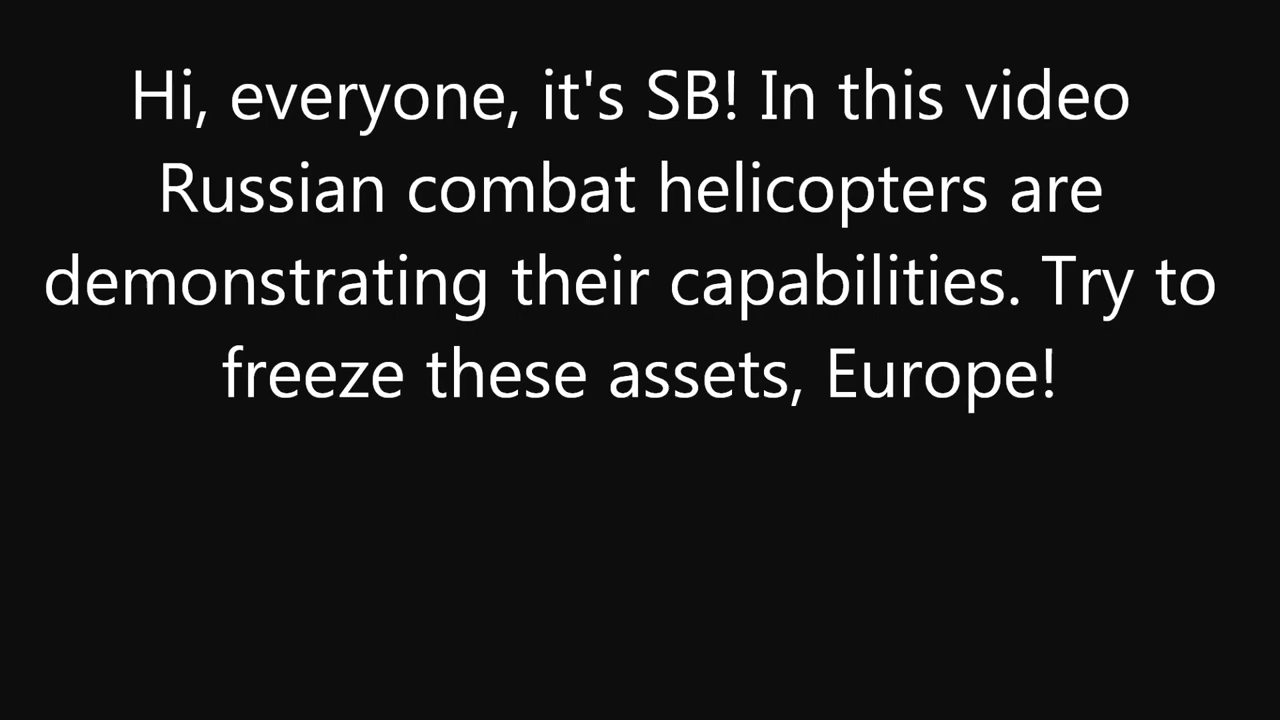 Hi, everyone, it's SB! In this video
Russian combat helicopters are
demonstrating their capabilities. Try to
freeze these assets, Europe!